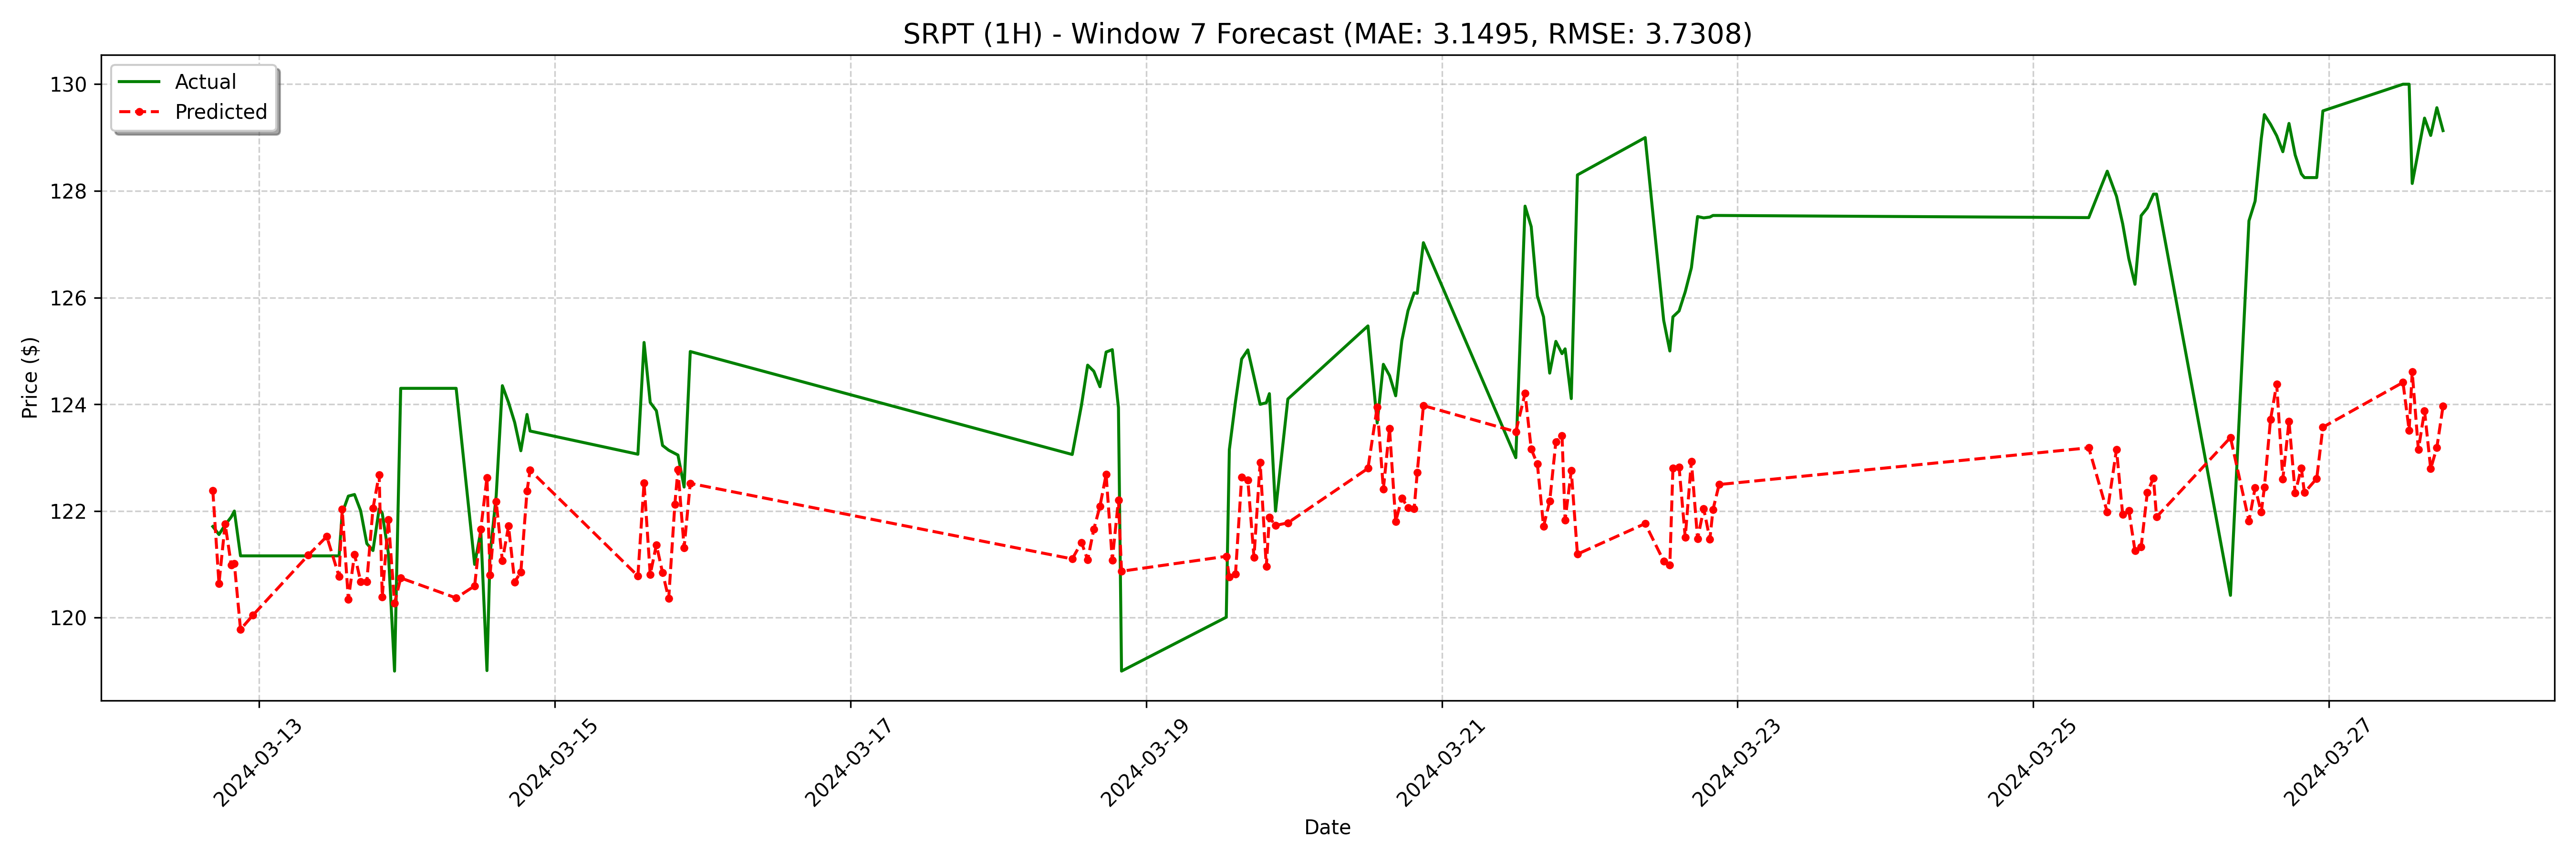 SRPT (1H) - Window 7 Forecast (MAE: 3.1495, RMSE: 3.7308)
Actual
Predicted
Price ($)
130
128
126
124
122
120
2024-03-13
2024-03-15
2024-03-17
2024-03-19
2024-03-21
2024-03-23
2024-03-25
2024-03-27
Date